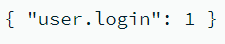 { "user.login": 1 }